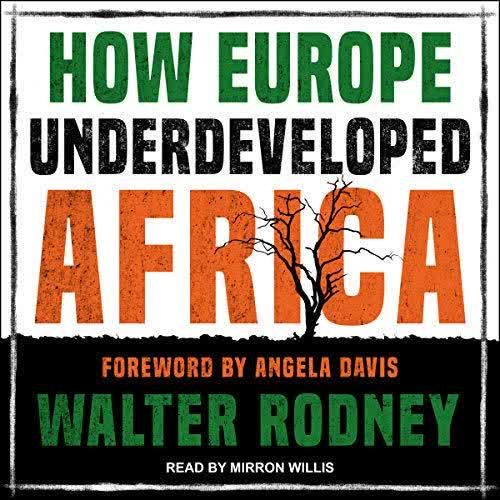 HOW EUROPE
UNDERDEVELOPED
AFRICA
FOREWORD BY ANGELA DAVIS
WALTER RODNEY
READ BY MIRRON WILLIS